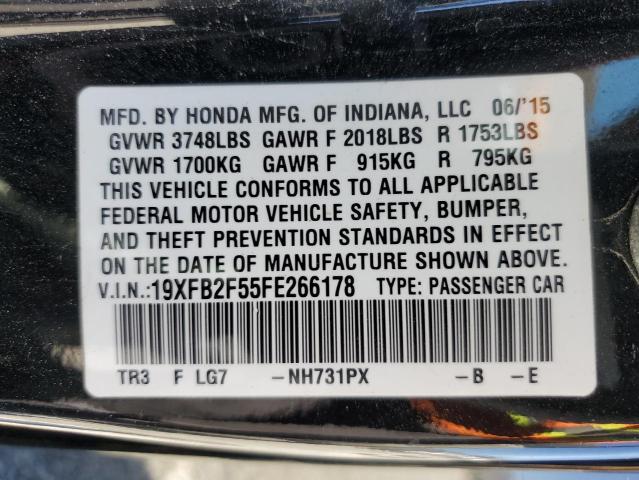 MFD. BY HONDA MFG. OF INDIANA, LLC 06/'15
GVWR 3748LBS GAWR F 2018LBS R 1753LBS
GVWR 1700KG GAWR F 915KG R 795KG
THIS VEHICLE CONFORMS TO ALL APPLICABLE
FEDERAL MOTOR VEHICLE SAFETY, BUMPER,
AND THEFT PREVENTION STANDARDS IN EFFECT
ON THE DATE OF MANUFACTURE SHOWN ABOVE.
V.I.N.:19XFB2F55FE266178 TYPE: PASSENGER CAR
TR3 F LG7 -NH731PX -B -E